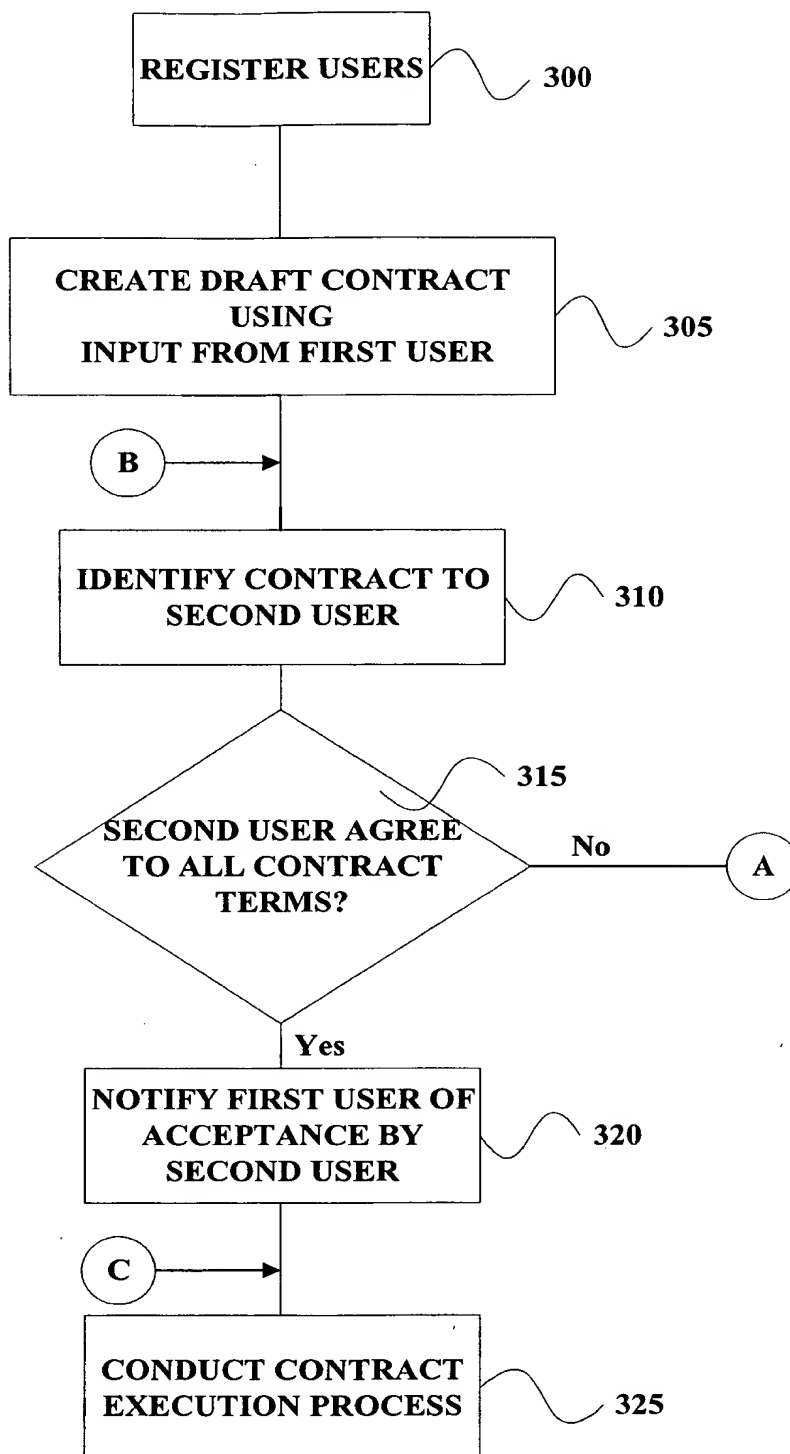 REGISTER USERS
300
CREATE DRAFT CONTRACT
USING
INPUT FROM FIRST USER
305
B
IDENTIFY CONTRACT TO
SECOND USER
310
315
SECOND USER AGREE
TO ALL CONTRACT
TERMS?
No
A
Yes
NOTIFY FIRST USER OF
ACCEPTANCE BY
SECOND USER
320
C
CONDUCT CONTRACT
EXECUTION PROCESS
325